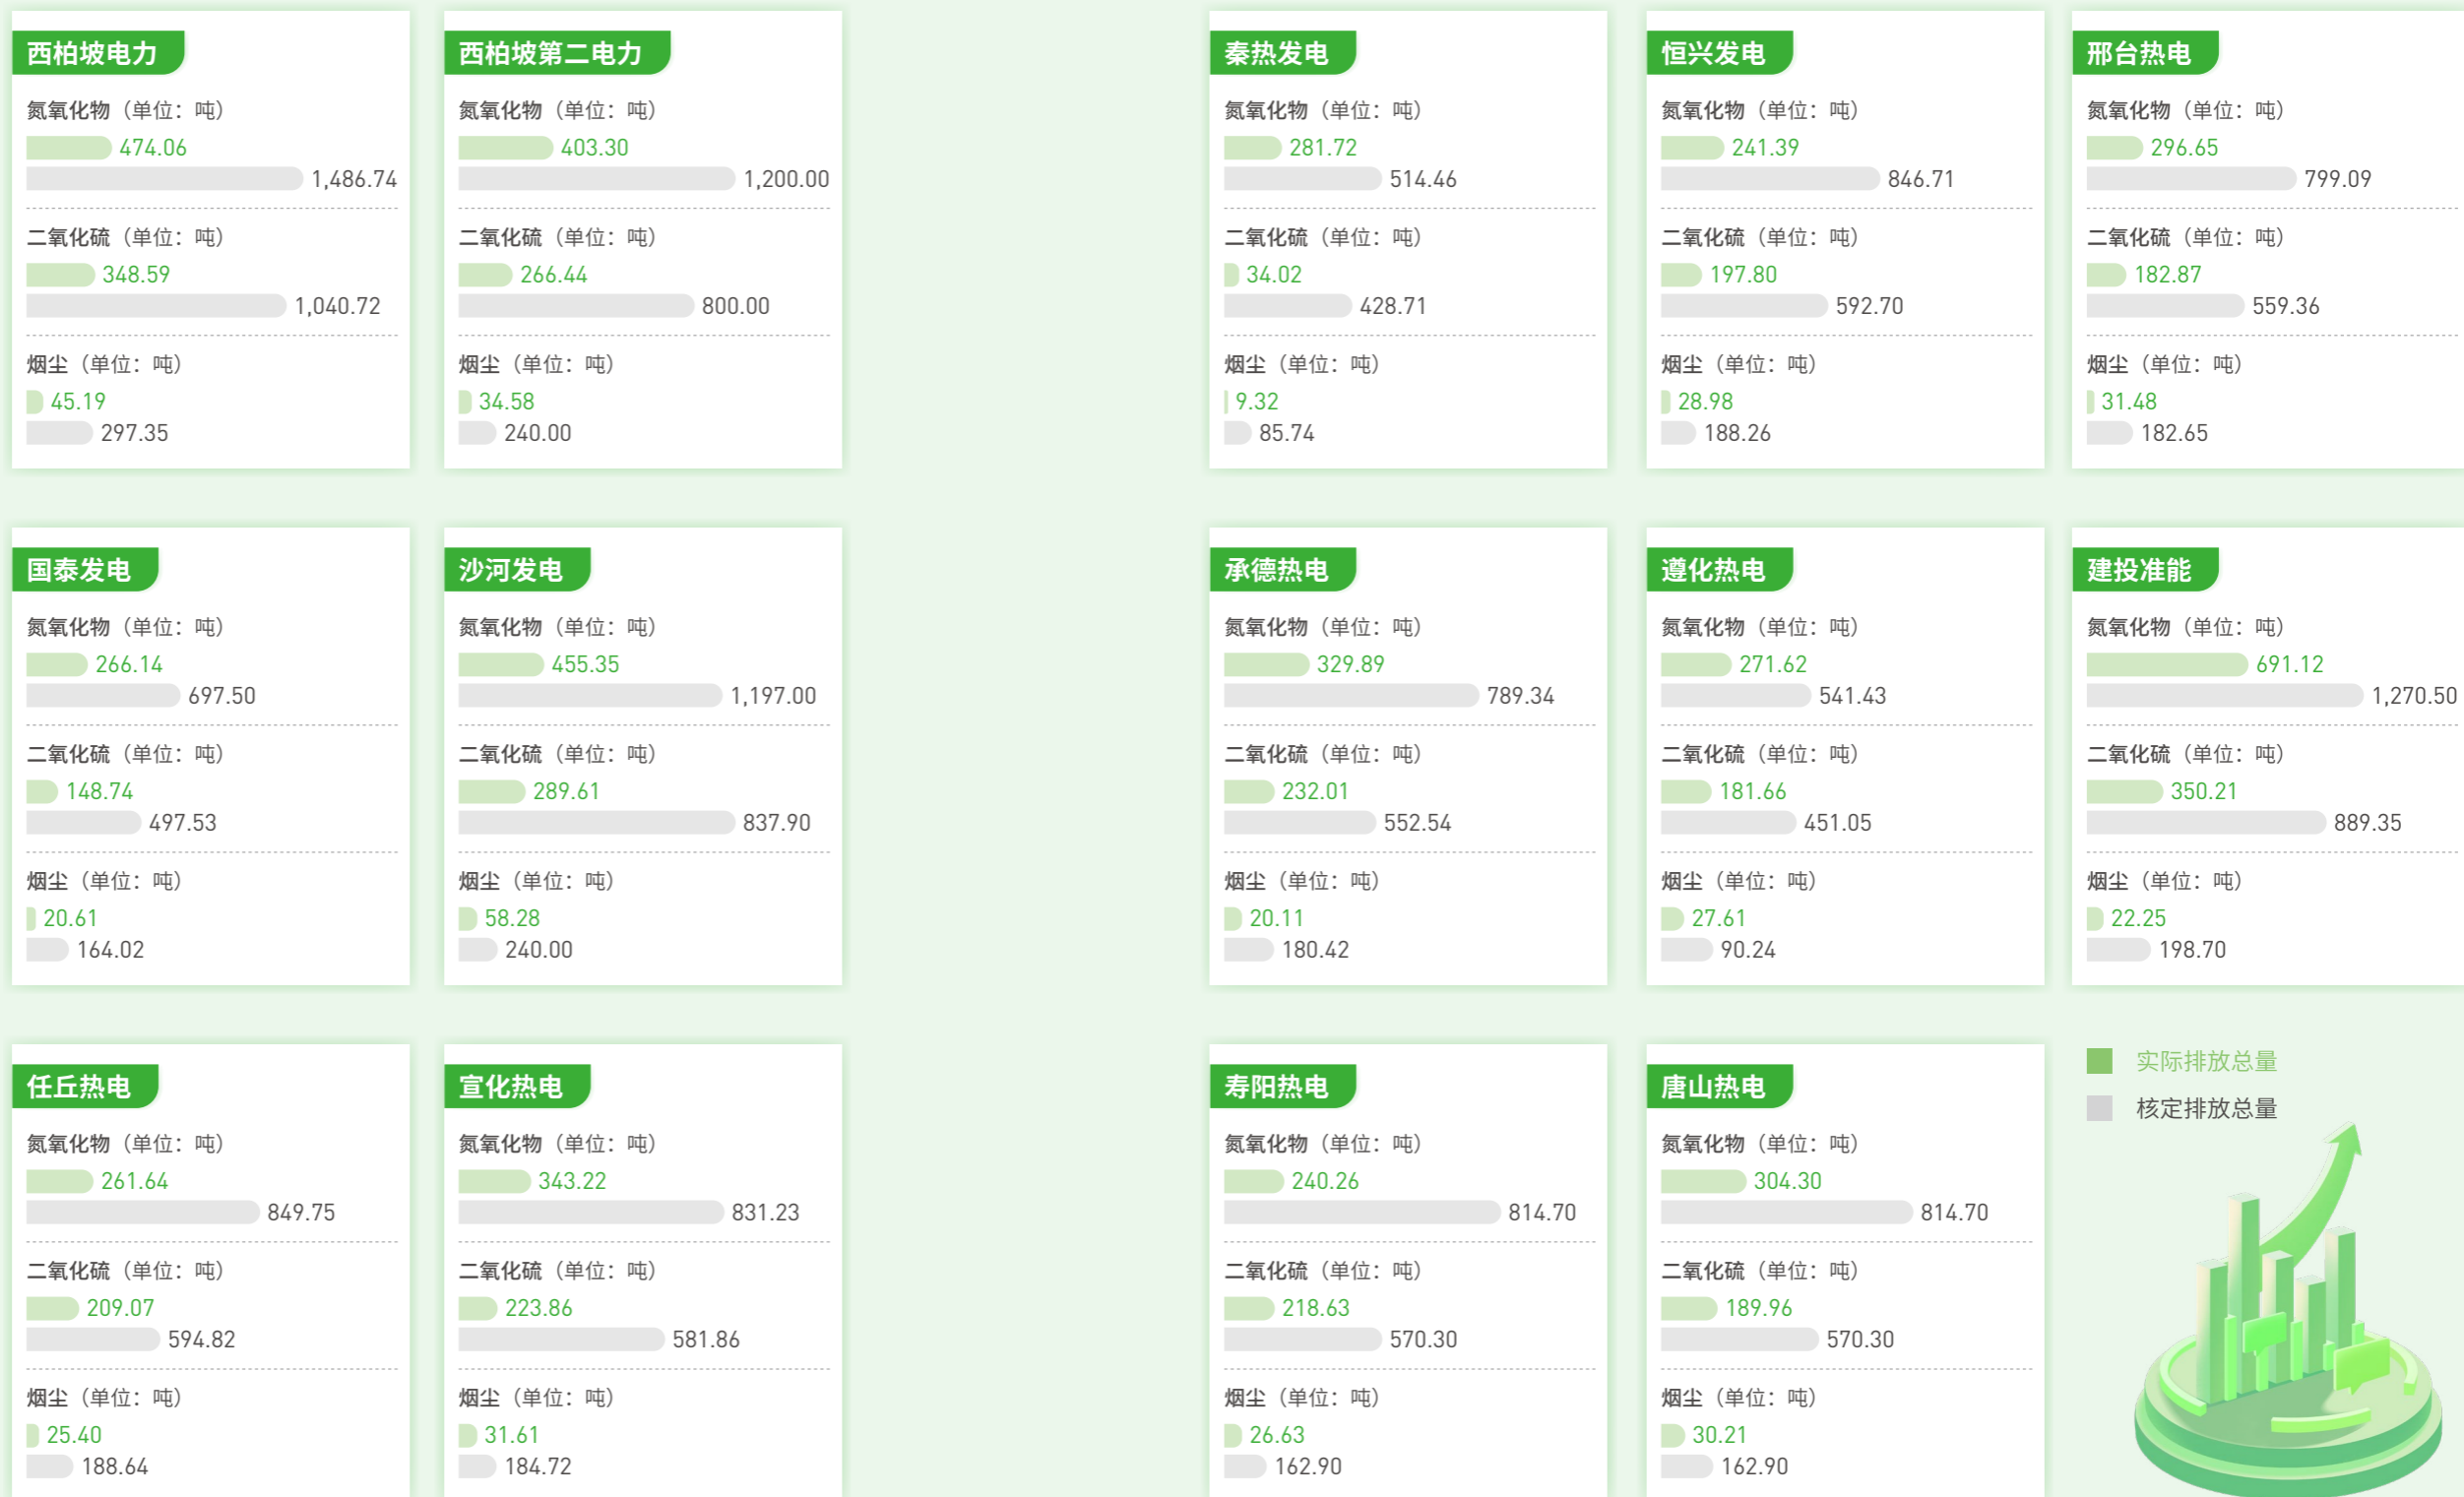 西柏坡电力
氮氧化物（单位：吨）
474.06
1,486.74
二氧化硫（单位：吨）
348.59
1,040.72
烟尘（单位：吨）
45.19
297.35
西柏坡第二电力
氮氧化物（单位：吨）
403.30
1,200.00
二氧化硫（单位：吨）
266.44
800.00
烟尘（单位：吨）
34.58
240.00
秦热发电
氮氧化物（单位：吨）
281.72
514.46
二氧化硫（单位：吨）
34.02
428.71
烟尘（单位：吨）
9.32
85.74
恒兴发电
氮氧化物（单位：吨）
241.39
846.71
二氧化硫（单位：吨）
197.80
592.70
烟尘（单位：吨）
28.98
188.26
邢台热电
氮氧化物（单位：吨）
296.65
799.09
二氧化硫（单位：吨）
182.87
559.36
烟尘（单位：吨）
31.48
182.65
国泰发电
氮氧化物（单位：吨）
266.14
697.50
二氧化硫（单位：吨）
148.74
497.53
烟尘（单位：吨）
20.61
164.02
沙河发电
氮氧化物（单位：吨）
455.35
1,197.00
二氧化硫（单位：吨）
289.61
837.90
烟尘（单位：吨）
58.28
240.00
承德热电
氮氧化物（单位：吨）
329.89
789.34
二氧化硫（单位：吨）
232.01
552.54
烟尘（单位：吨）
20.11
180.42
遵化热电
氮氧化物（单位：吨）
271.62
541.43
二氧化硫（单位：吨）
181.66
451.05
烟尘（单位：吨）
27.61
90.24
建投准能
氮氧化物（单位：吨）
691.12
1,270.50
二氧化硫（单位：吨）
350.21
889.35
烟尘（单位：吨）
22.25
198.70
任丘热电
氮氧化物（单位：吨）
261.64
849.75
二氧化硫（单位：吨）
209.07
594.82
烟尘（单位：吨）
25.40
188.64
宣化热电
氮氧化物（单位：吨）
343.22
831.23
二氧化硫（单位：吨）
223.86
581.86
烟尘（单位：吨）
31.61
184.72
寿阳热电
氮氧化物（单位：吨）
240.26
814.70
二氧化硫（单位：吨）
218.63
570.30
烟尘（单位：吨）
26.63
162.90
唐山热电
氮氧化物（单位：吨）
304.30
814.70
二氧化硫（单位：吨）
189.96
570.30
烟尘（单位：吨）
30.21
162.90
实际排放总量
核定排放总量